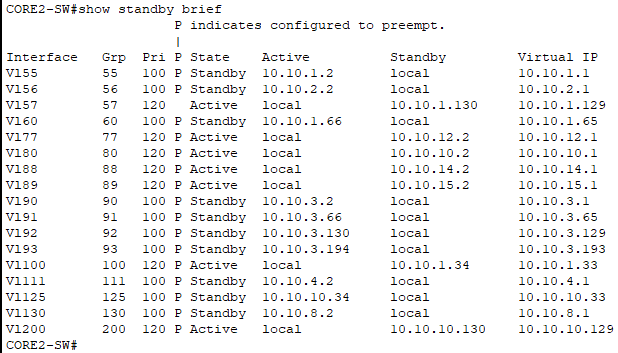 CORE2-SW#show standby brief
P indicates configured to preempt.
|
Interface Grp Pri P State Active Standby Virtual IP
Vl55 55 100 P Standby 10.10.1.2 local 10.10.1.1
Vl56 56 100 P Standby 10.10.2.2 local 10.10.2.1
Vl57 57 120 Active local 10.10.1.130 10.10.1.129
Vl60 60 100 P Standby 10.10.1.66 local 10.10.1.65
Vl77 77 120 P Active local 10.10.12.2 10.10.12.1
Vl80 80 120 P Active local 10.10.10.2 10.10.10.1
Vl88 88 120 P Active local 10.10.14.2 10.10.14.1
Vl89 89 120 P Active local 10.10.15.2 10.10.15.1
Vl90 90 100 P Standby 10.10.3.2 local 10.10.3.1
Vl91 91 100 P Standby 10.10.3.66 local 10.10.3.65
Vl92 92 100 P Standby 10.10.3.130 local 10.10.3.129
Vl93 93 100 P Standby 10.10.3.194 local 10.10.3.193
Vl100 100 120 P Active local 10.10.1.34 10.10.1.33
Vl111 111 100 P Standby 10.10.4.2 local 10.10.4.1
Vl125 125 100 P Standby 10.10.10.34 local 10.10.10.33
Vl130 130 100 P Standby 10.10.8.2 local 10.10.8.1
Vl200 200 120 P Active local 10.10.10.130 10.10.10.129
CORE2-SW#